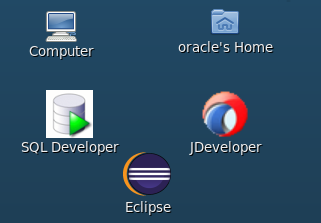 Computer
oracle's Home
SQL Developer
JDeveloper
Eclipse